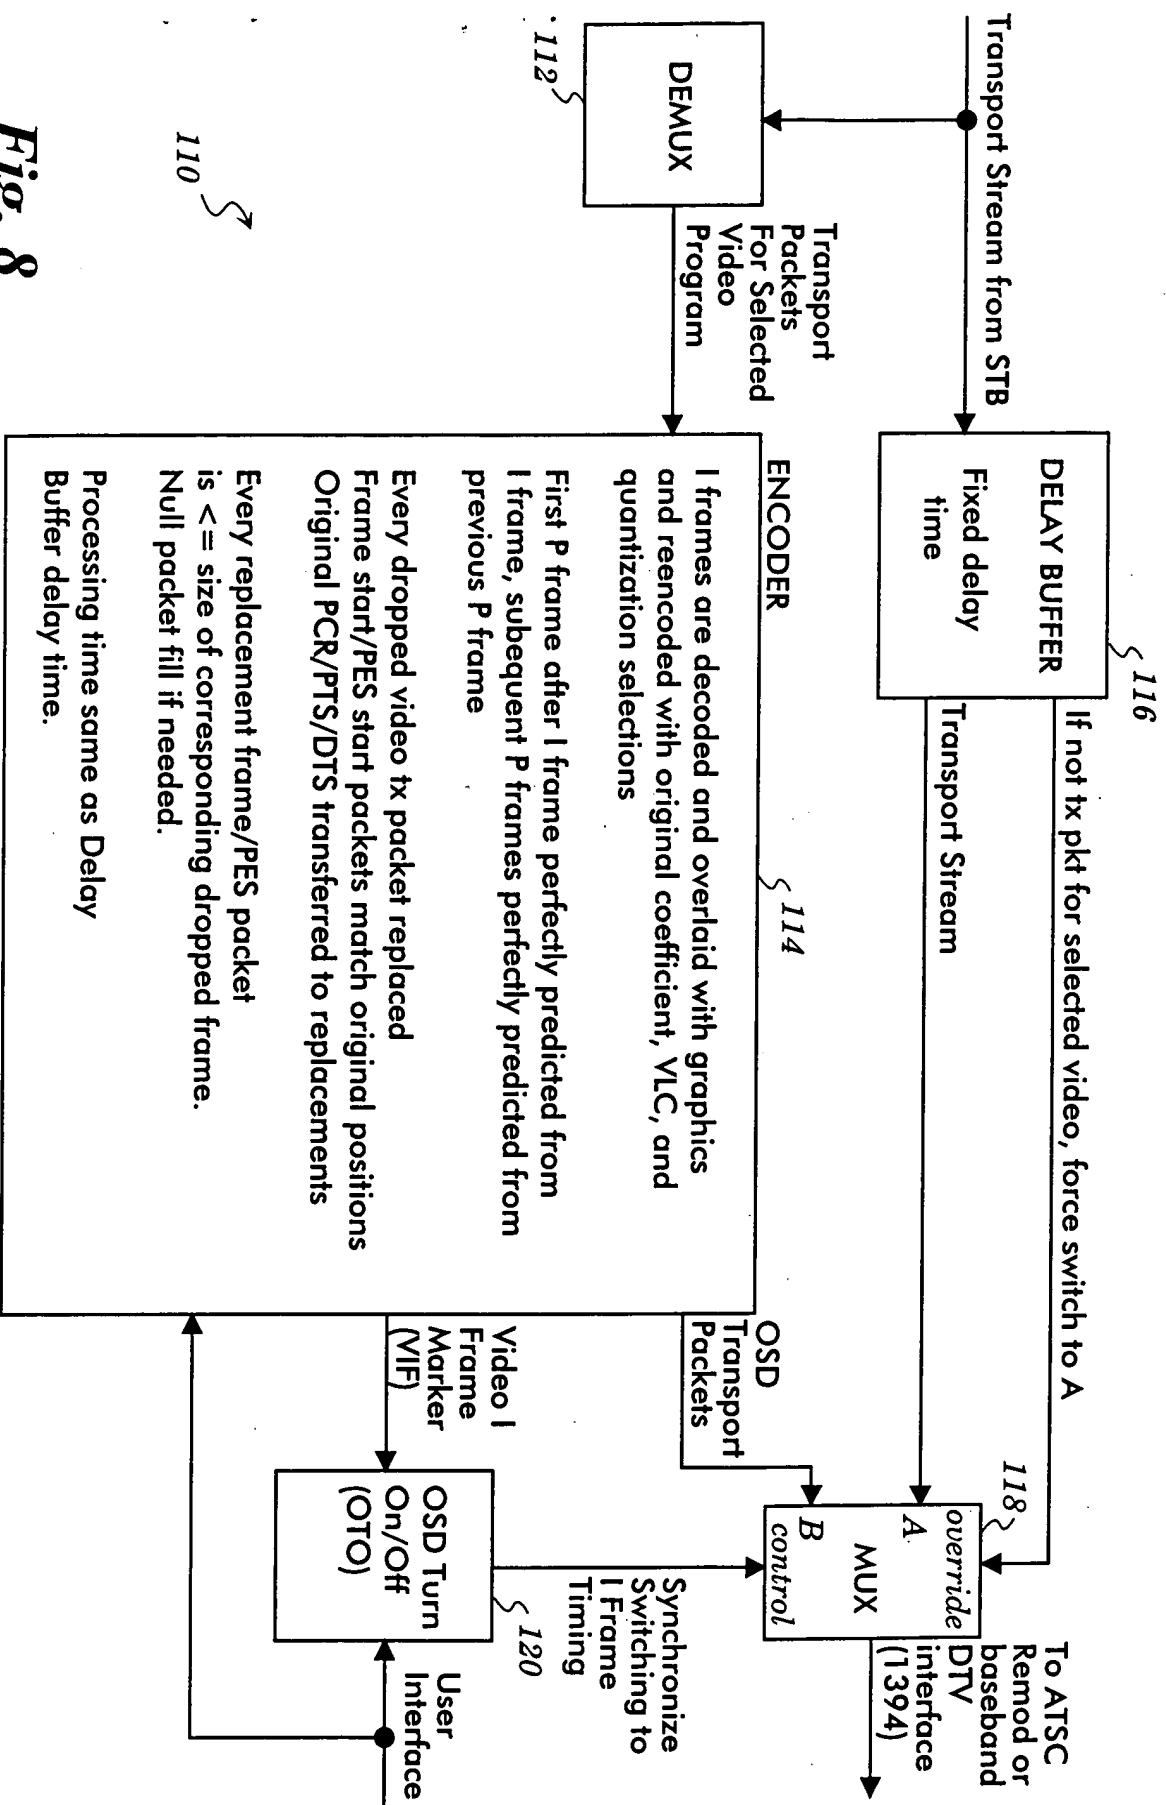 Transport Stream from STB
DELAY BUFFER
Fixed delay
time
116
If not tx pkt for selected video, force switch to A
Transport Stream
118
override
A
MUX
B
control
To ATSC
Remod or
baseband
DTV
interface
(1394)
DEMUX
112
Transport
Packets
For Selected
Video
Program
ENCODER
114
I frames are decoded and overlaid with graphics
and reencoded with original coefficient, VLC, and
quantization selections
First P frame after I frame perfectly predicted from
I frame, subequent P frames perfectly predicted from
previous P frame
Every dropped video tx packet replaced
Frame start/PES start packets match original positions
Original PCR/PTS/DTS transferred to replacements
Every replacement frame/PES packet
is <= size of corresponding dropped frame.
Null packet fill if needed.
Processing time same as Delay
Buffer delay time.
OSD
Transport
Packets
Video I
Frame
Marker
(VIF)
OSD Turn
On/Off
(OTO)
120
Synchronize
Switching to
I Frame
Timing
User
Interface
110
Fig. 8